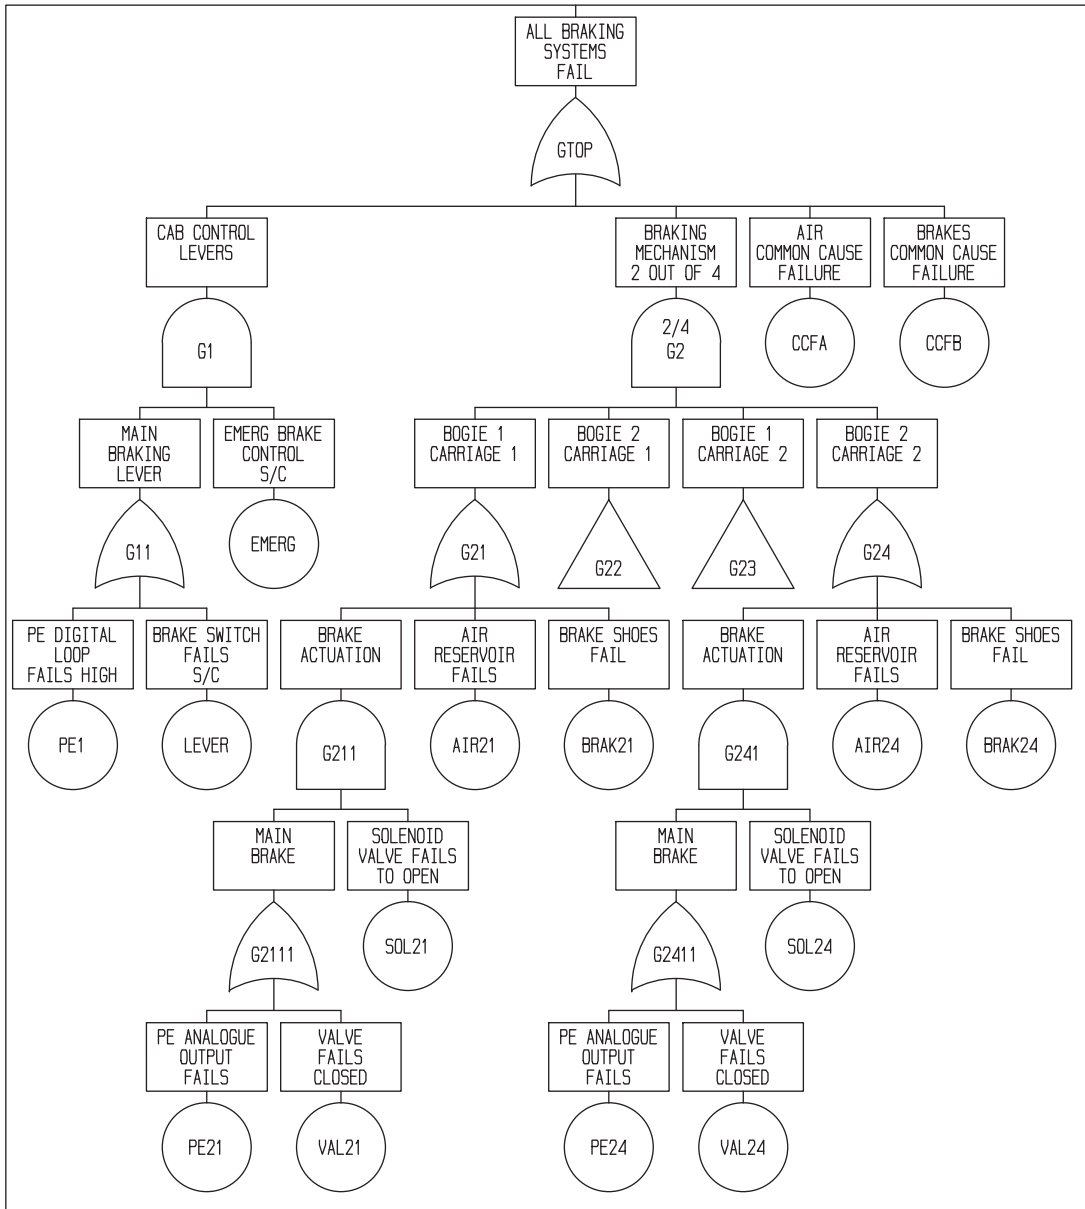 ALL BRAKING
SYSTEMS
FAIL
GTOP
CAB CONTROL
LEVERS
BRAKING
MECHANISM
2 OUT OF 4
AIR
COMMON CAUSE
FAILURE
BRAKES
COMMON CAUSE
FAILURE
G1
2/4
G2
CCFA
CCFB
MAIN
BRAKING
LEVER
EMERG BRAKE
CONTROL
S/C
BOGIE 1
CARRIAGE 1
BOGIE 2
CARRIAGE 1
BOGIE 1
CARRIAGE 2
BOGIE 2
CARRIAGE 2
G11
EMERG
G21
G22
G23
G24
PE DIGITAL
LOOP
FAILS HIGH
BRAKE SWITCH
FAILS
S/C
BRAKE
ACTUATION
AIR
RESERVOIR
FAILS
BRAKE SHOES
FAIL
BRAKE
ACTUATION
AIR
RESERVOIR
FAILS
BRAKE SHOES
FAIL
PE1
LEVER
G211
AIR21
BRAK21
G241
AIR24
BRAK24
MAIN
BRAKE
SOLENOID
VALVE FAILS
TO OPEN
MAIN
BRAKE
SOLENOID
VALVE FAILS
TO OPEN
G2111
SOL21
G2411
SOL24
PE ANALOGUE
OUTPUT
FAILS
VALVE
FAILS
CLOSED
PE ANALOGUE
OUTPUT
FAILS
VALVE
FAILS
CLOSED
PE21
VAL21
PE24
VAL24